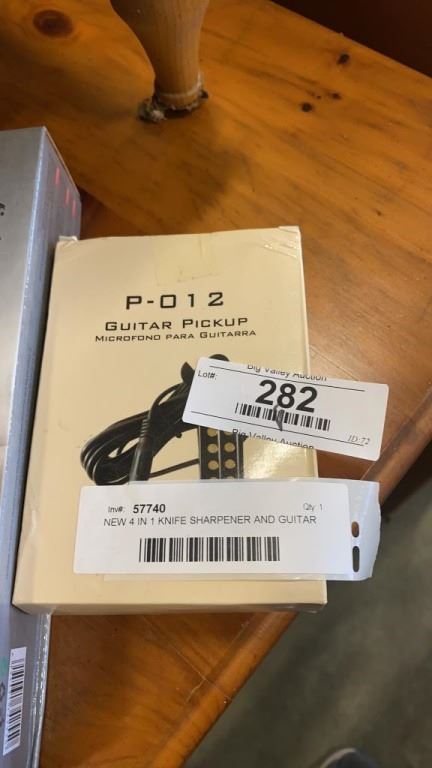 P-012
GUITAR PICKUP
MICROFONO PARA GUITARRA
Big Valley Auction
Lot#:
282
ID:72
Big Valley Auction
Inv#: 57740
Qty: 1
NEW 4 IN 1 KNIFE SHARPENER AND GUITAR